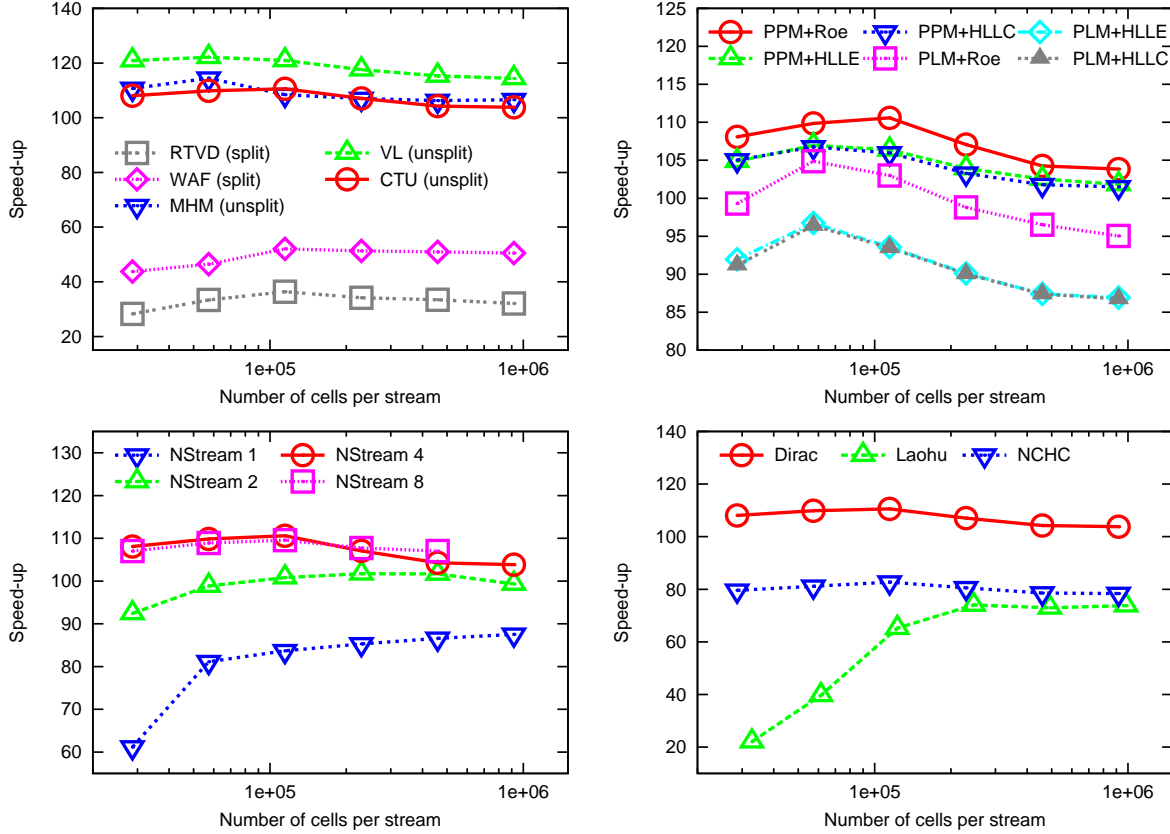 140
120
100
80
60
40
20
Speed-up
RTVD (split)
WAF (split)
MHM (unsplit)
VL (unsplit)
CTU (unsplit)
1e+05
1e+06
Number of cells per stream
125
120
115
110
105
100
95
90
85
80
Speed-up
PPM+Roe
PPM+HLLE
PPM+HLLC
PLM+Roe
PLM+HLLE
PLM+HLLC
1e+05
1e+06
Number of cells per stream
130
120
110
100
90
80
70
60
Speed-up
NStream 1
NStream 2
NStream 4
NStream 8
1e+05
1e+06
Number of cells per stream
140
120
100
80
60
40
20
Speed-up
Dirac
Laohu
NCHC
1e+05
1e+06
Number of cells per stream